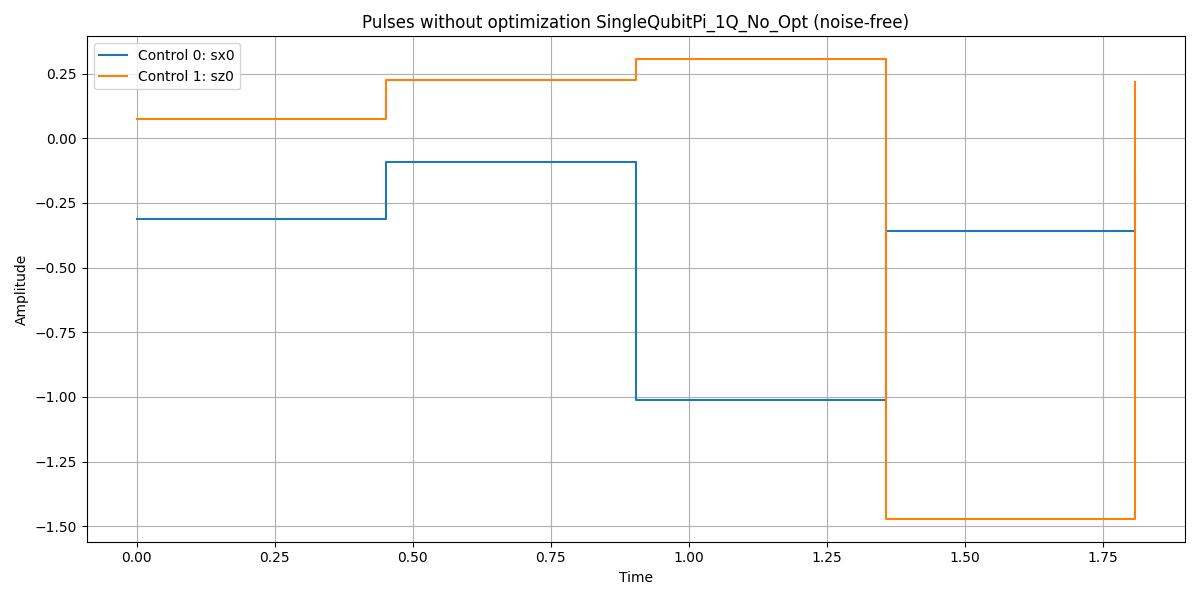 Pulses without optimization SingleQubitPi_1Q_No_Opt (noise-free)
Control 0: sx0
Control 1: sz0
Amplitude
0.25
0.00
−0.25
−0.50
−0.75
−1.00
−1.25
−1.50
0.00 0.25 0.50 0.75 1.00 1.25 1.50 1.75
Time